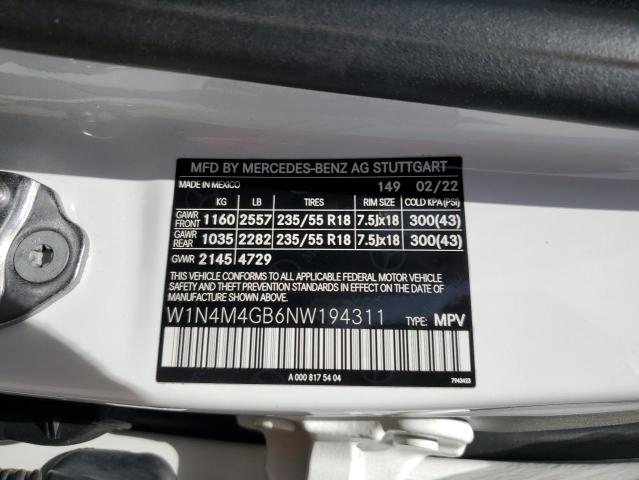 MFD BY MERCEDES-BENZ AG STUTTGART
MADE IN MEXICO 149 02/22
KG LB TIRES RIM SIZE COLD KPA(PSI)
GAWR FRONT 1160 2557 235/55 R18 7.5Jx18 300(43)
GAWR REAR 1035 2282 235/55 R18 7.5Jx18 300(43)
GVWR 2145 4729
THIS VEHICLE CONFORMS TO ALL APPLICABLE FEDERAL MOTOR VEHICLE
SAFETY AND THEFT PREVENTION STANDARDS IN EFFECT ON THE DATE
OF MANUFACTURE SHOWN ABOVE.
W1N4M4GB6NW194311 TYPE: MPV
A 000 817 54 04 7942423